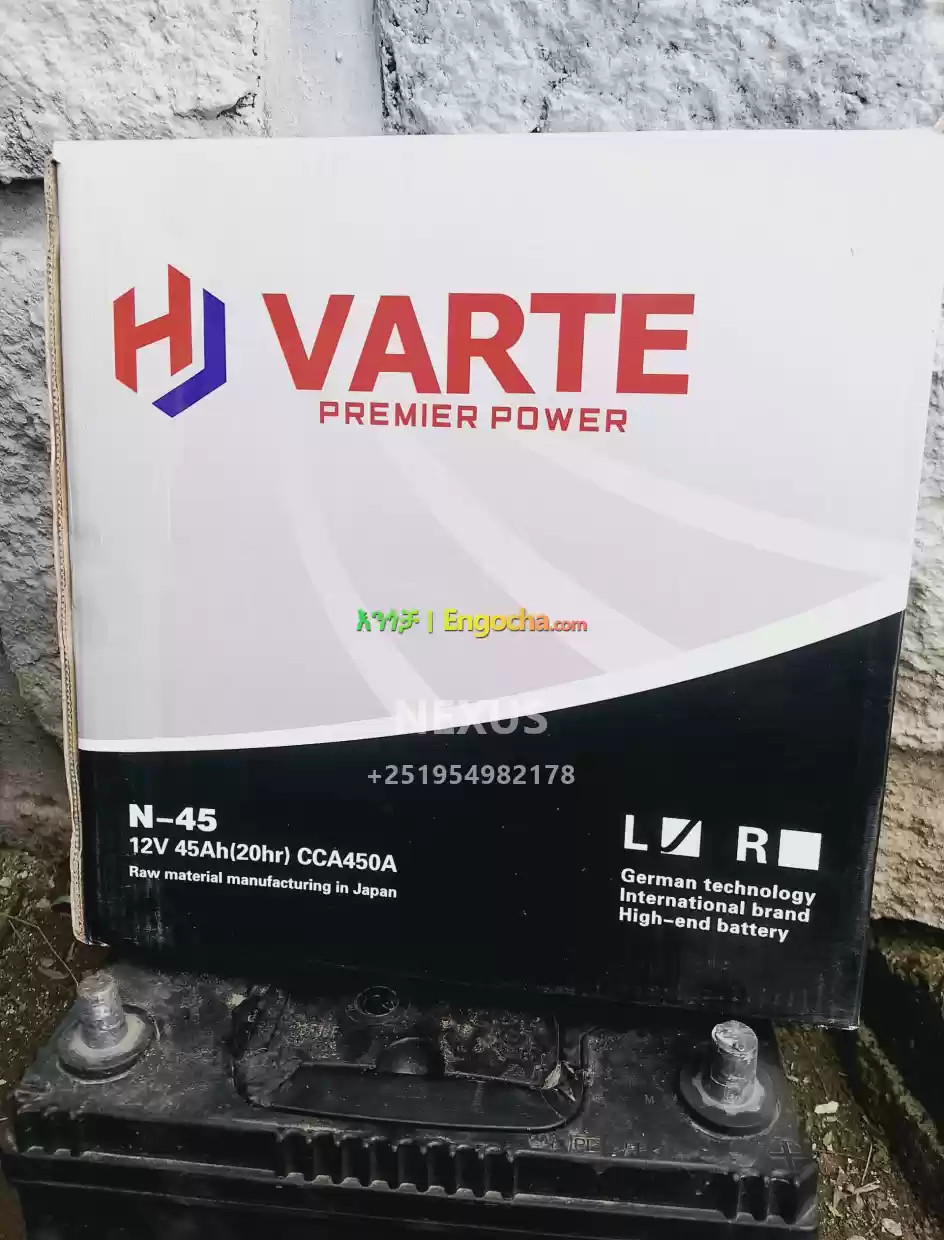 HJ VARTE
PREMIER POWER
እንጎቻ | Engocha.com
NEXUS
+251954982178
N-45
12V 45Ah(20hr) CCA450A
Raw material manufacturing in Japan
L R
German technology
International brand
High-end battery